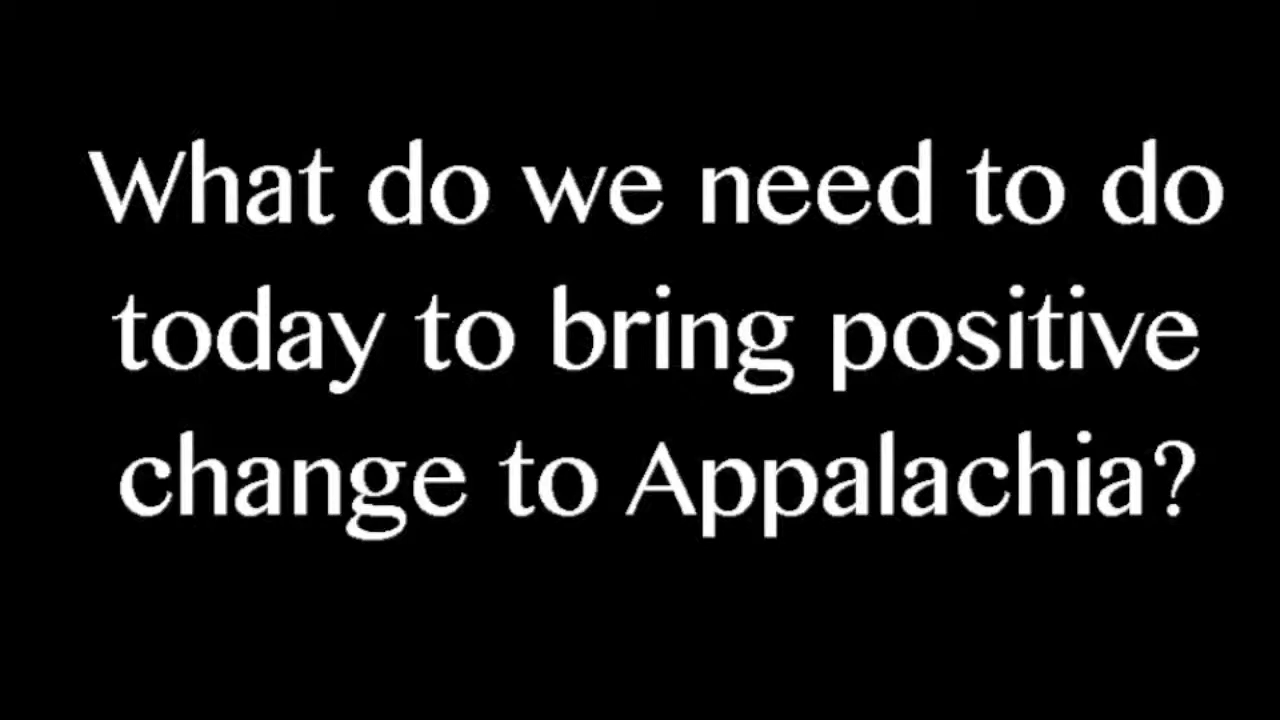 What do we need to do
today to bring positive
change to Appalachia?